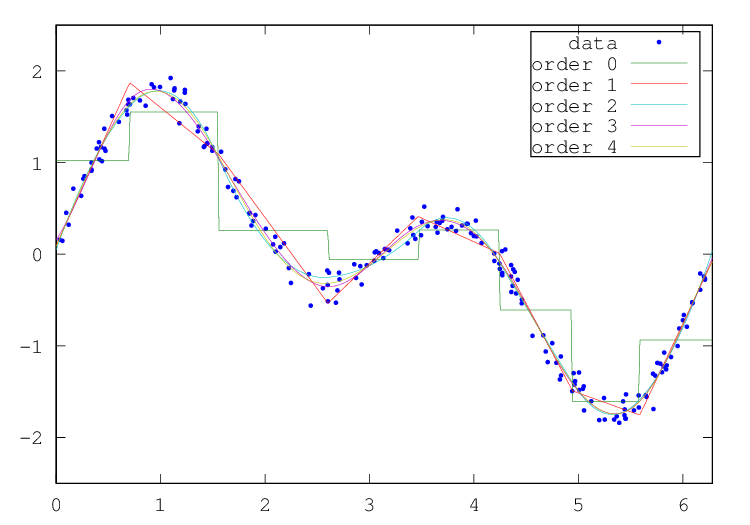 data
order 0
order 1
order 2
order 3
order 4
2
1
0
-1
-2
0 1 2 3 4 5 6